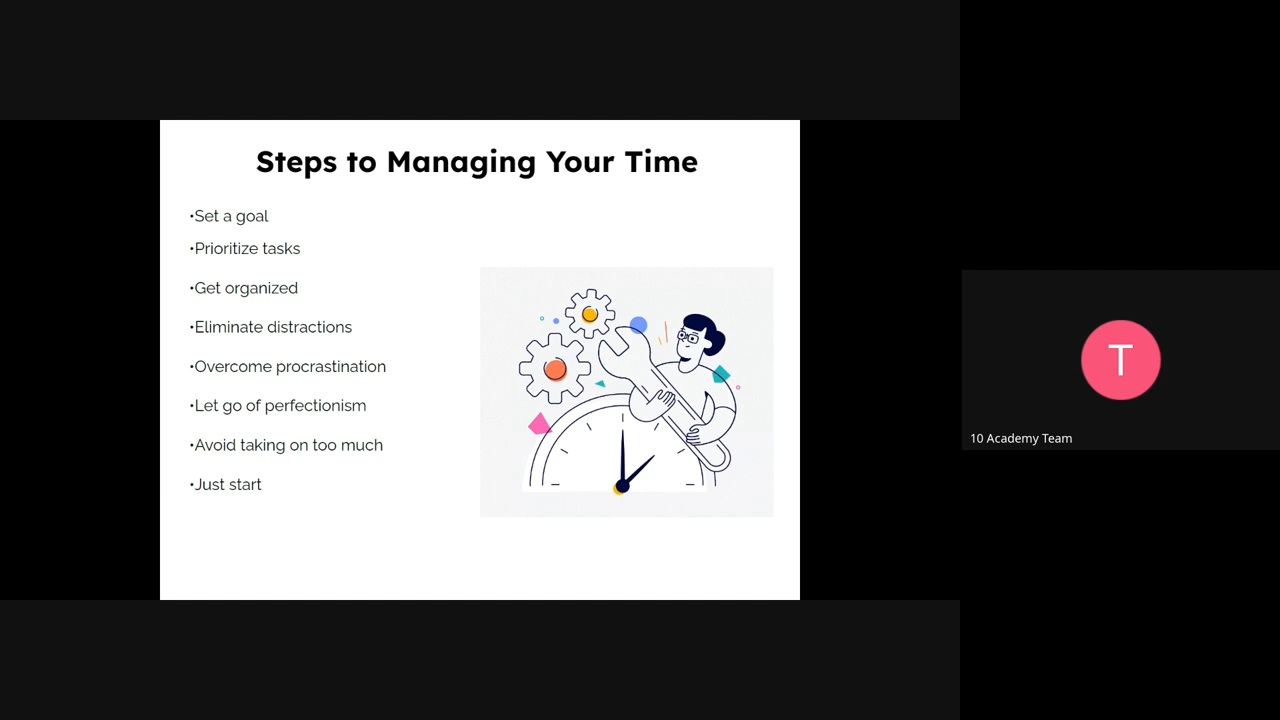 Steps to Managing Your Time
•Set a goal
•Prioritize tasks
•Get organized
•Eliminate distractions
•Overcome procrastination
•Let go of perfectionism
•Avoid taking on too much
•Just start
T
10 Academy Team